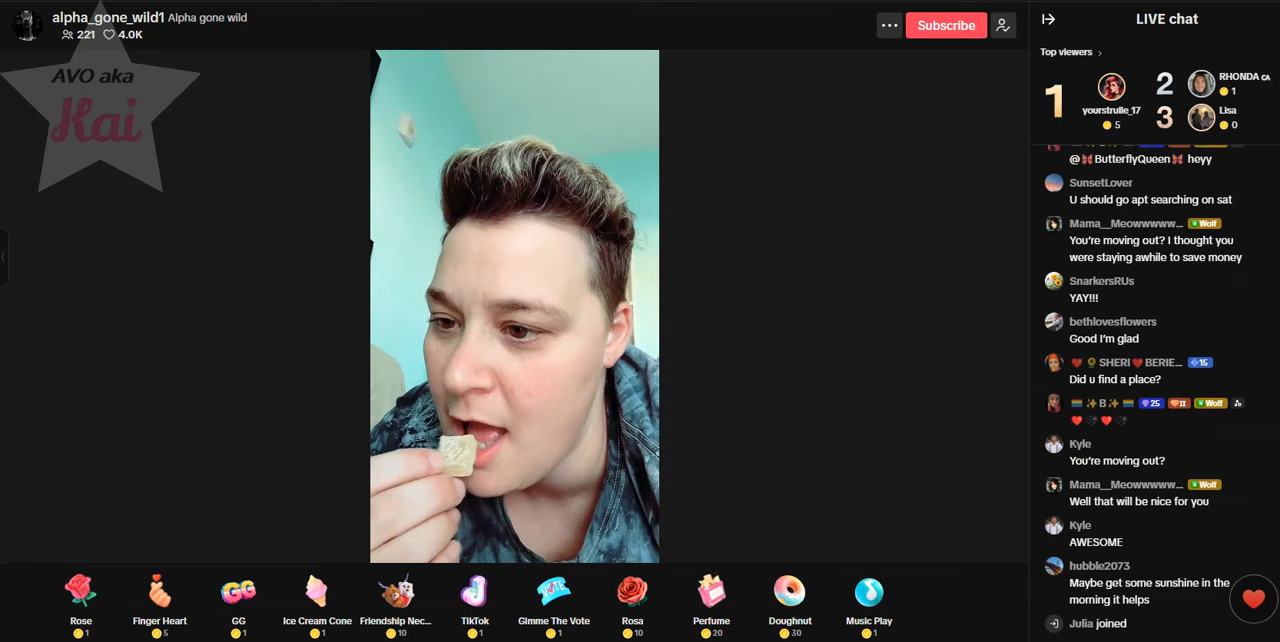 alpha_gone_wild1 Alpha gone wild
221 4.0K
Subscribe
AVO aka
Kai
LIVE chat
Top viewers
1
yourstrulie_17
5
2
RHONDA CA
1
3
Lisa
0
@🦋ButterflyQueen🦋 heyy
SunsetLover
U should go apt searching on sat
Mama__Meowwwww... Wolf
You're moving out? I thought you
were staying awhile to save money
SnarkersRUs
YAY!!!
bethlovesflowers
Good I'm glad
❤️🌻SHERI❤️BERIE... 15
Did u find a place?
✨B✨ 25 II Wolf
Kyle
You're moving out?
Mama__Meowwwww... Wolf
Well that will be nice for you
Kyle
AWESOME
hubble2073
Maybe get some sunshine in the
morning it helps
Julia joined
GG
VOTE
Rose
1
Finger Heart
5
GG
1
Ice Cream Cone
1
Friendship Nec...
10
TikTok
1
Gimme The Vote
1
Rosa
10
Perfume
20
Doughnut
30
Music Play
1